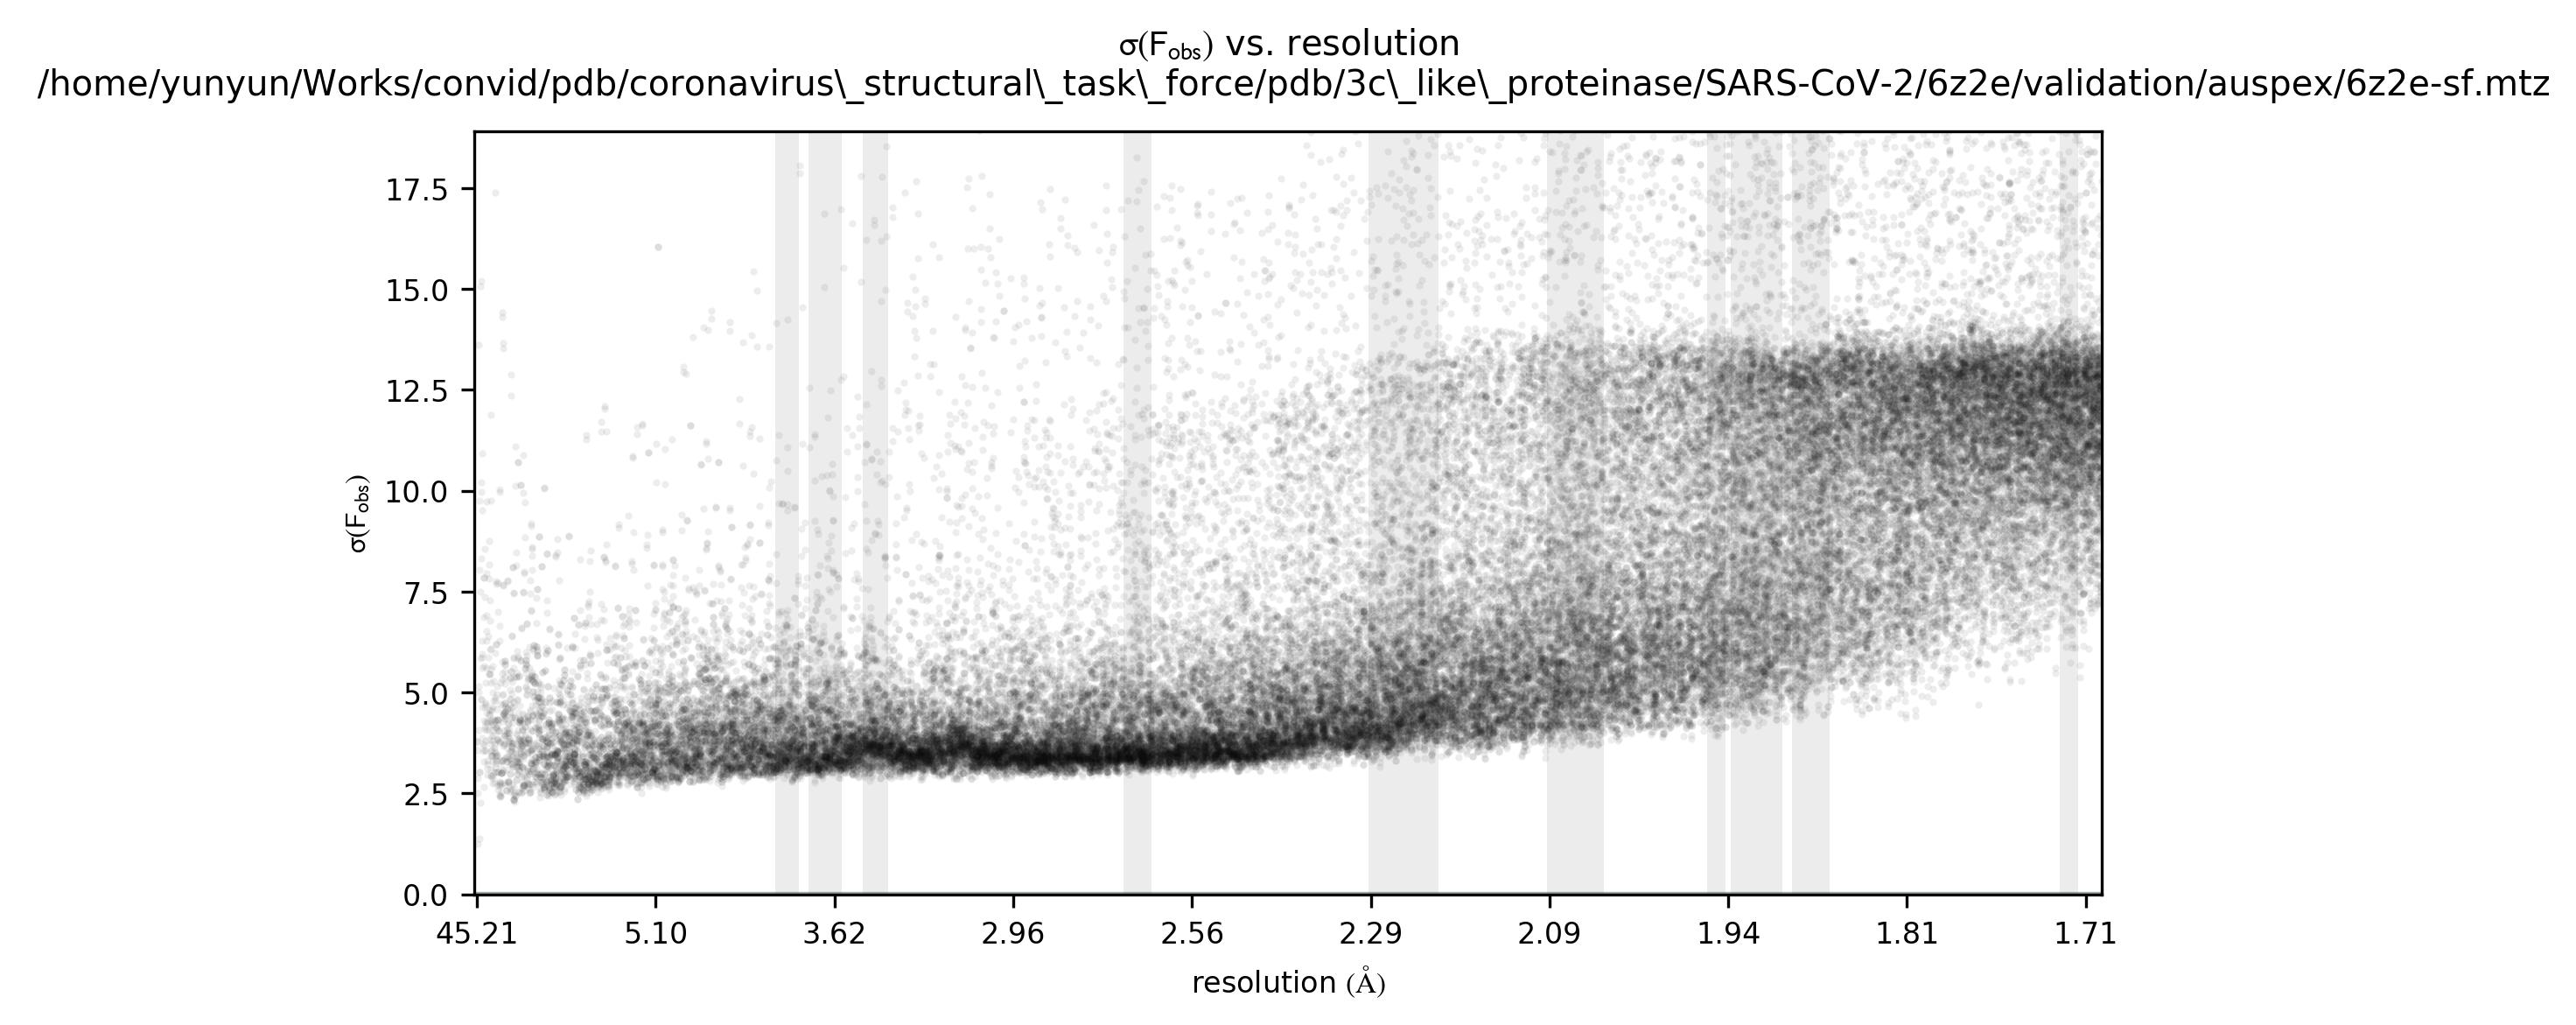 σ(F_obs) vs. resolution
/home/yunyun/Works/convid/pdb/coronavirus\_structural\_task\_force/pdb/3c\_like\_proteinase/SARS-CoV-2/6z2e/validation/auspex/6z2e-sf.mtz
17.5
15.0
12.5
10.0
7.5
5.0
2.5
0.0
σ(F_obs)
45.21 5.10 3.62 2.96 2.56 2.29 2.09 1.94 1.81 1.71
resolution (Å)